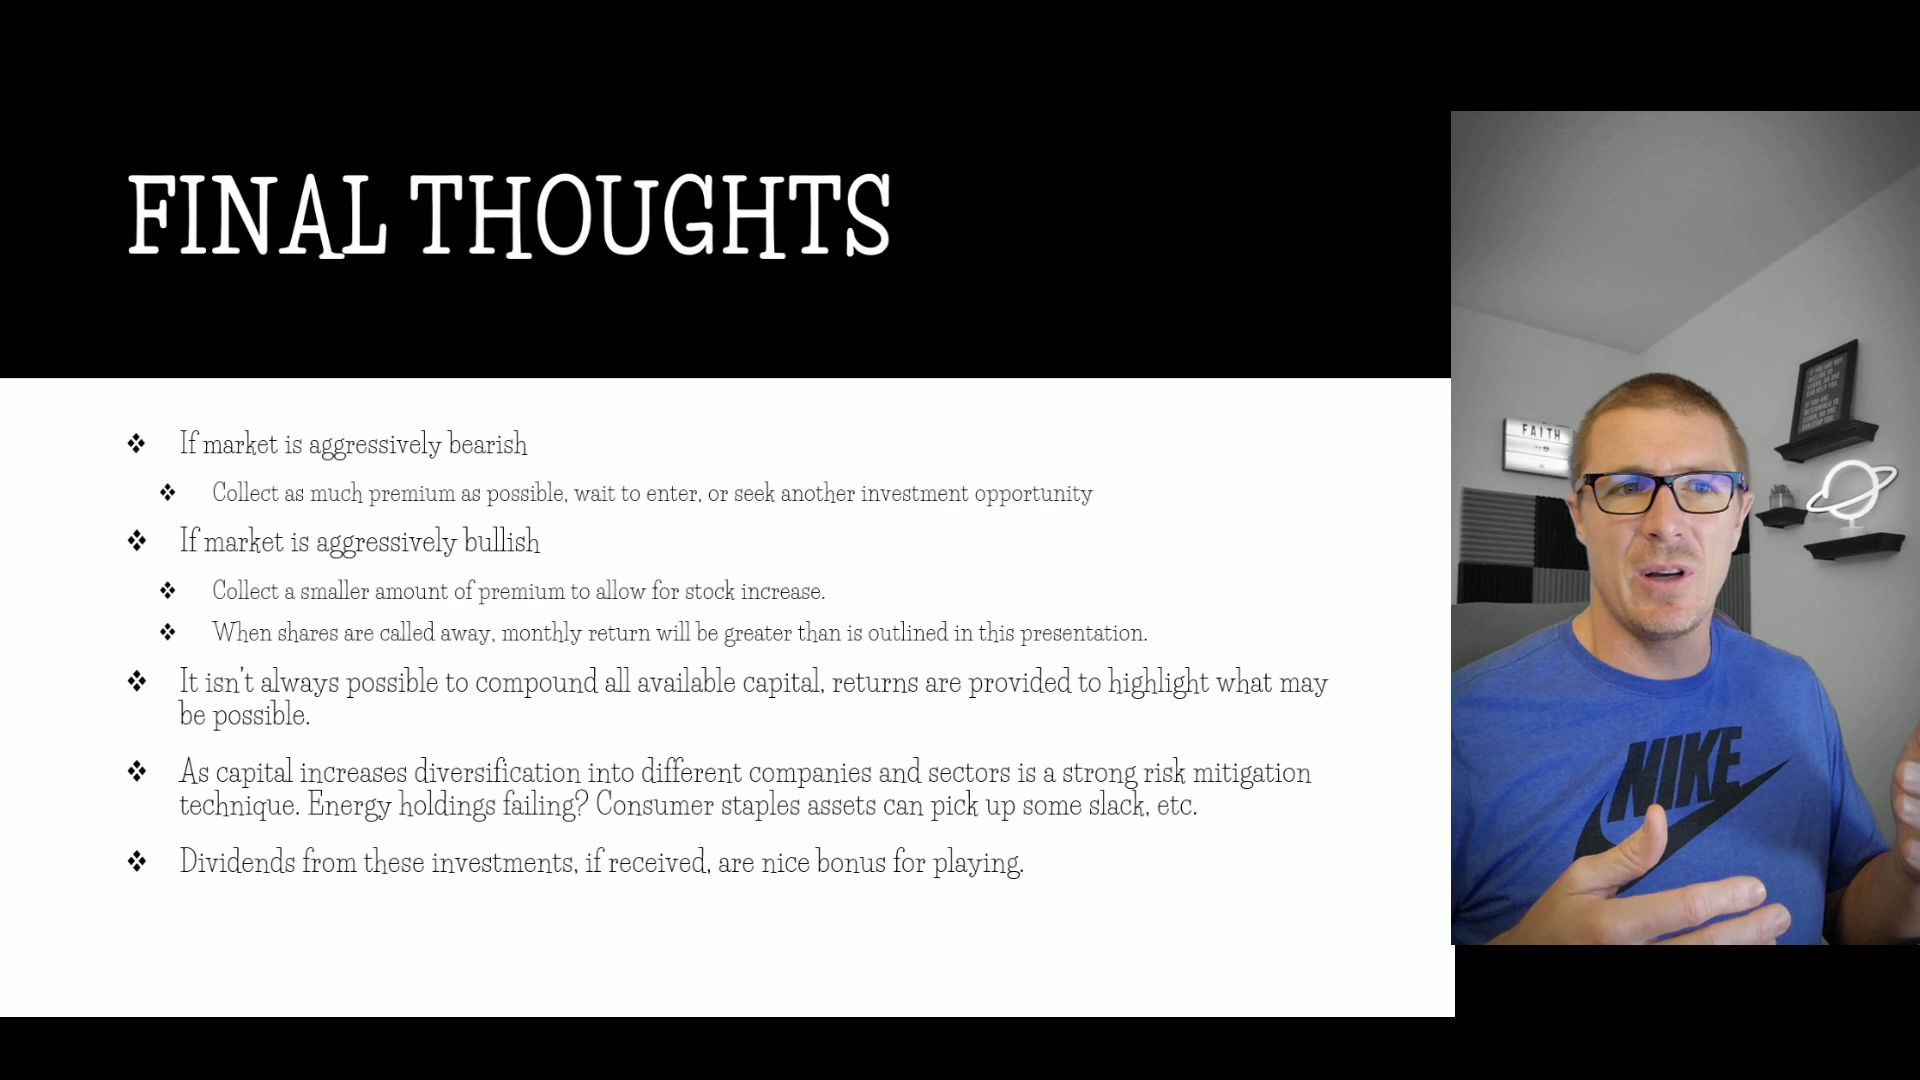 FINAL THOUGHTS
If market is aggressively bearish
Collect as much premium as possible, wait to enter, or seek another investment opportunity
If market is aggressively bullish
Collect a smaller amount of premium to allow for stock increase.
When shares are called away, monthly return will be greater than is outlined in this presentation.
It isn't always possible to compound all available capital, returns are provided to highlight what may
be possible.
As capital increases diversification into different companies and sectors is a strong risk mitigation
technique. Energy holdings failing? Consumer staples assets can pick up some slack, etc.
Dividends from these investments, if received, are nice bonus for playing.
FAITH
NIKE